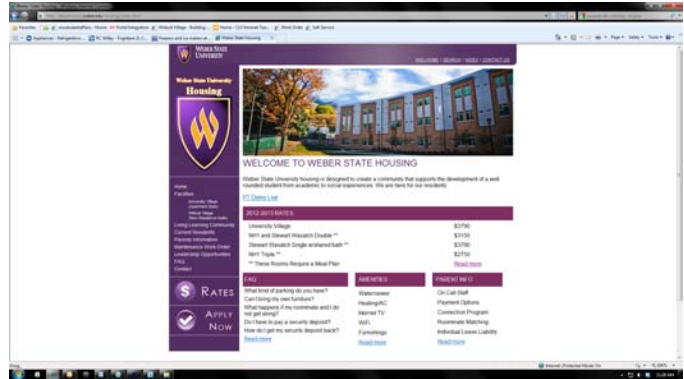 WEBER STATE
UNIVERSITY
WELCOME | SEARCH | INDEX | CONTACT US
Weber State University
Housing
WELCOME TO WEBER STATE HOUSING
Weber State University housing is designed to create a community that supports the development of a well
rounded student from academic to social experiences. We are here for our residents.
Home
Facilities
University Village
Wildcat Village
Living Learning Community
Current Residents
Parents Information
Maintenance Work Order
Leadership Opportunities
FAQ
Contact
RATES
APPLY
NOW
2012-2013 RATES
University Village $3790
and Stewart Wasatch Double ** $3150
Stewart Wasatch Single w/shared bath ** $3790
Triple ** $2750
** These Rooms Require a Meal Plan Read more
FAQ
What kind of parking do you have?
Can I bring my own furniture?
What happens if my roommate and I do
not get along?
Do I have to pay a security deposit?
How do I get my security deposit back?
Read more
AMENITIES
Water/sewer
Heating/AC
Internet TV
WiFi
Furnishings
Read more
PARENT INFO
On Call Staff
Payment Options
Connection Program
Roommate Matching
Individual Lease Liability
Read more